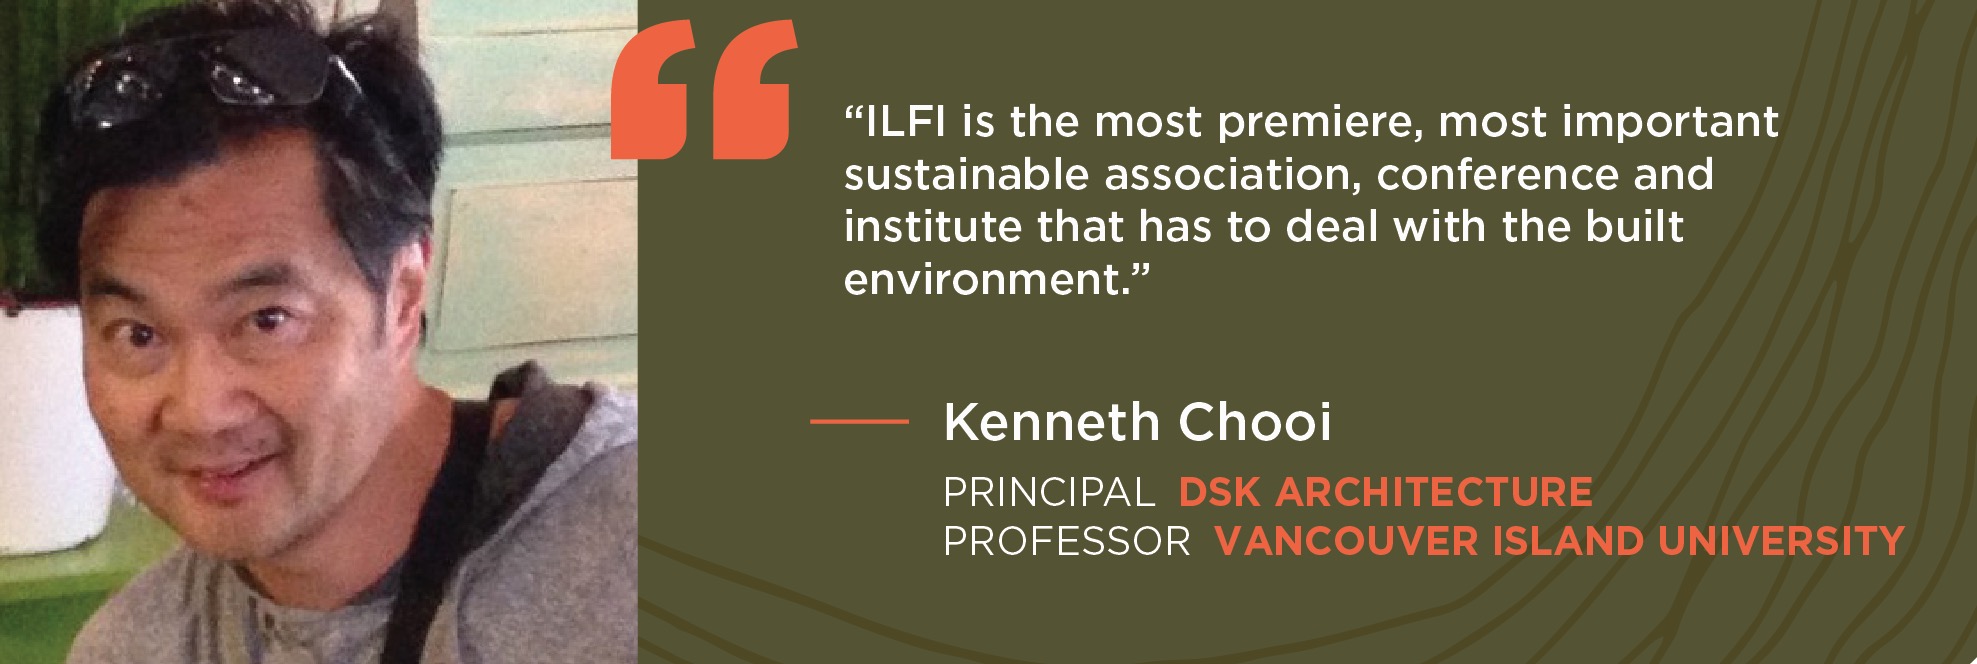 “ILFI is the most premiere, most important
sustainable association, conference and
institute that has to deal with the built
environment.”
Kenneth Chooi
PRINCIPAL DSK ARCHITECTURE
PROFESSOR VANCOUVER ISLAND UNIVERSITY